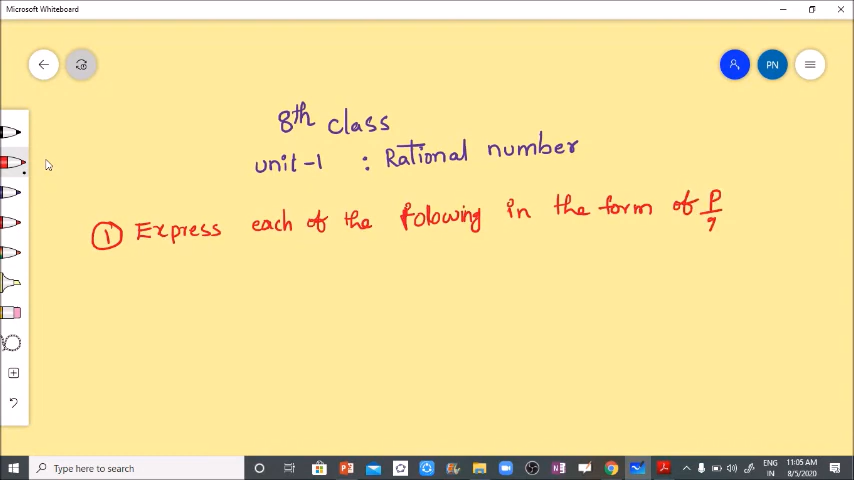 Microsoft Whiteboard
PN
8th class
unit-1 : Rational number
① Express each of the folowing in the form of p/q
Type here to search
ENG
IN
11:05 AM
8/5/2020